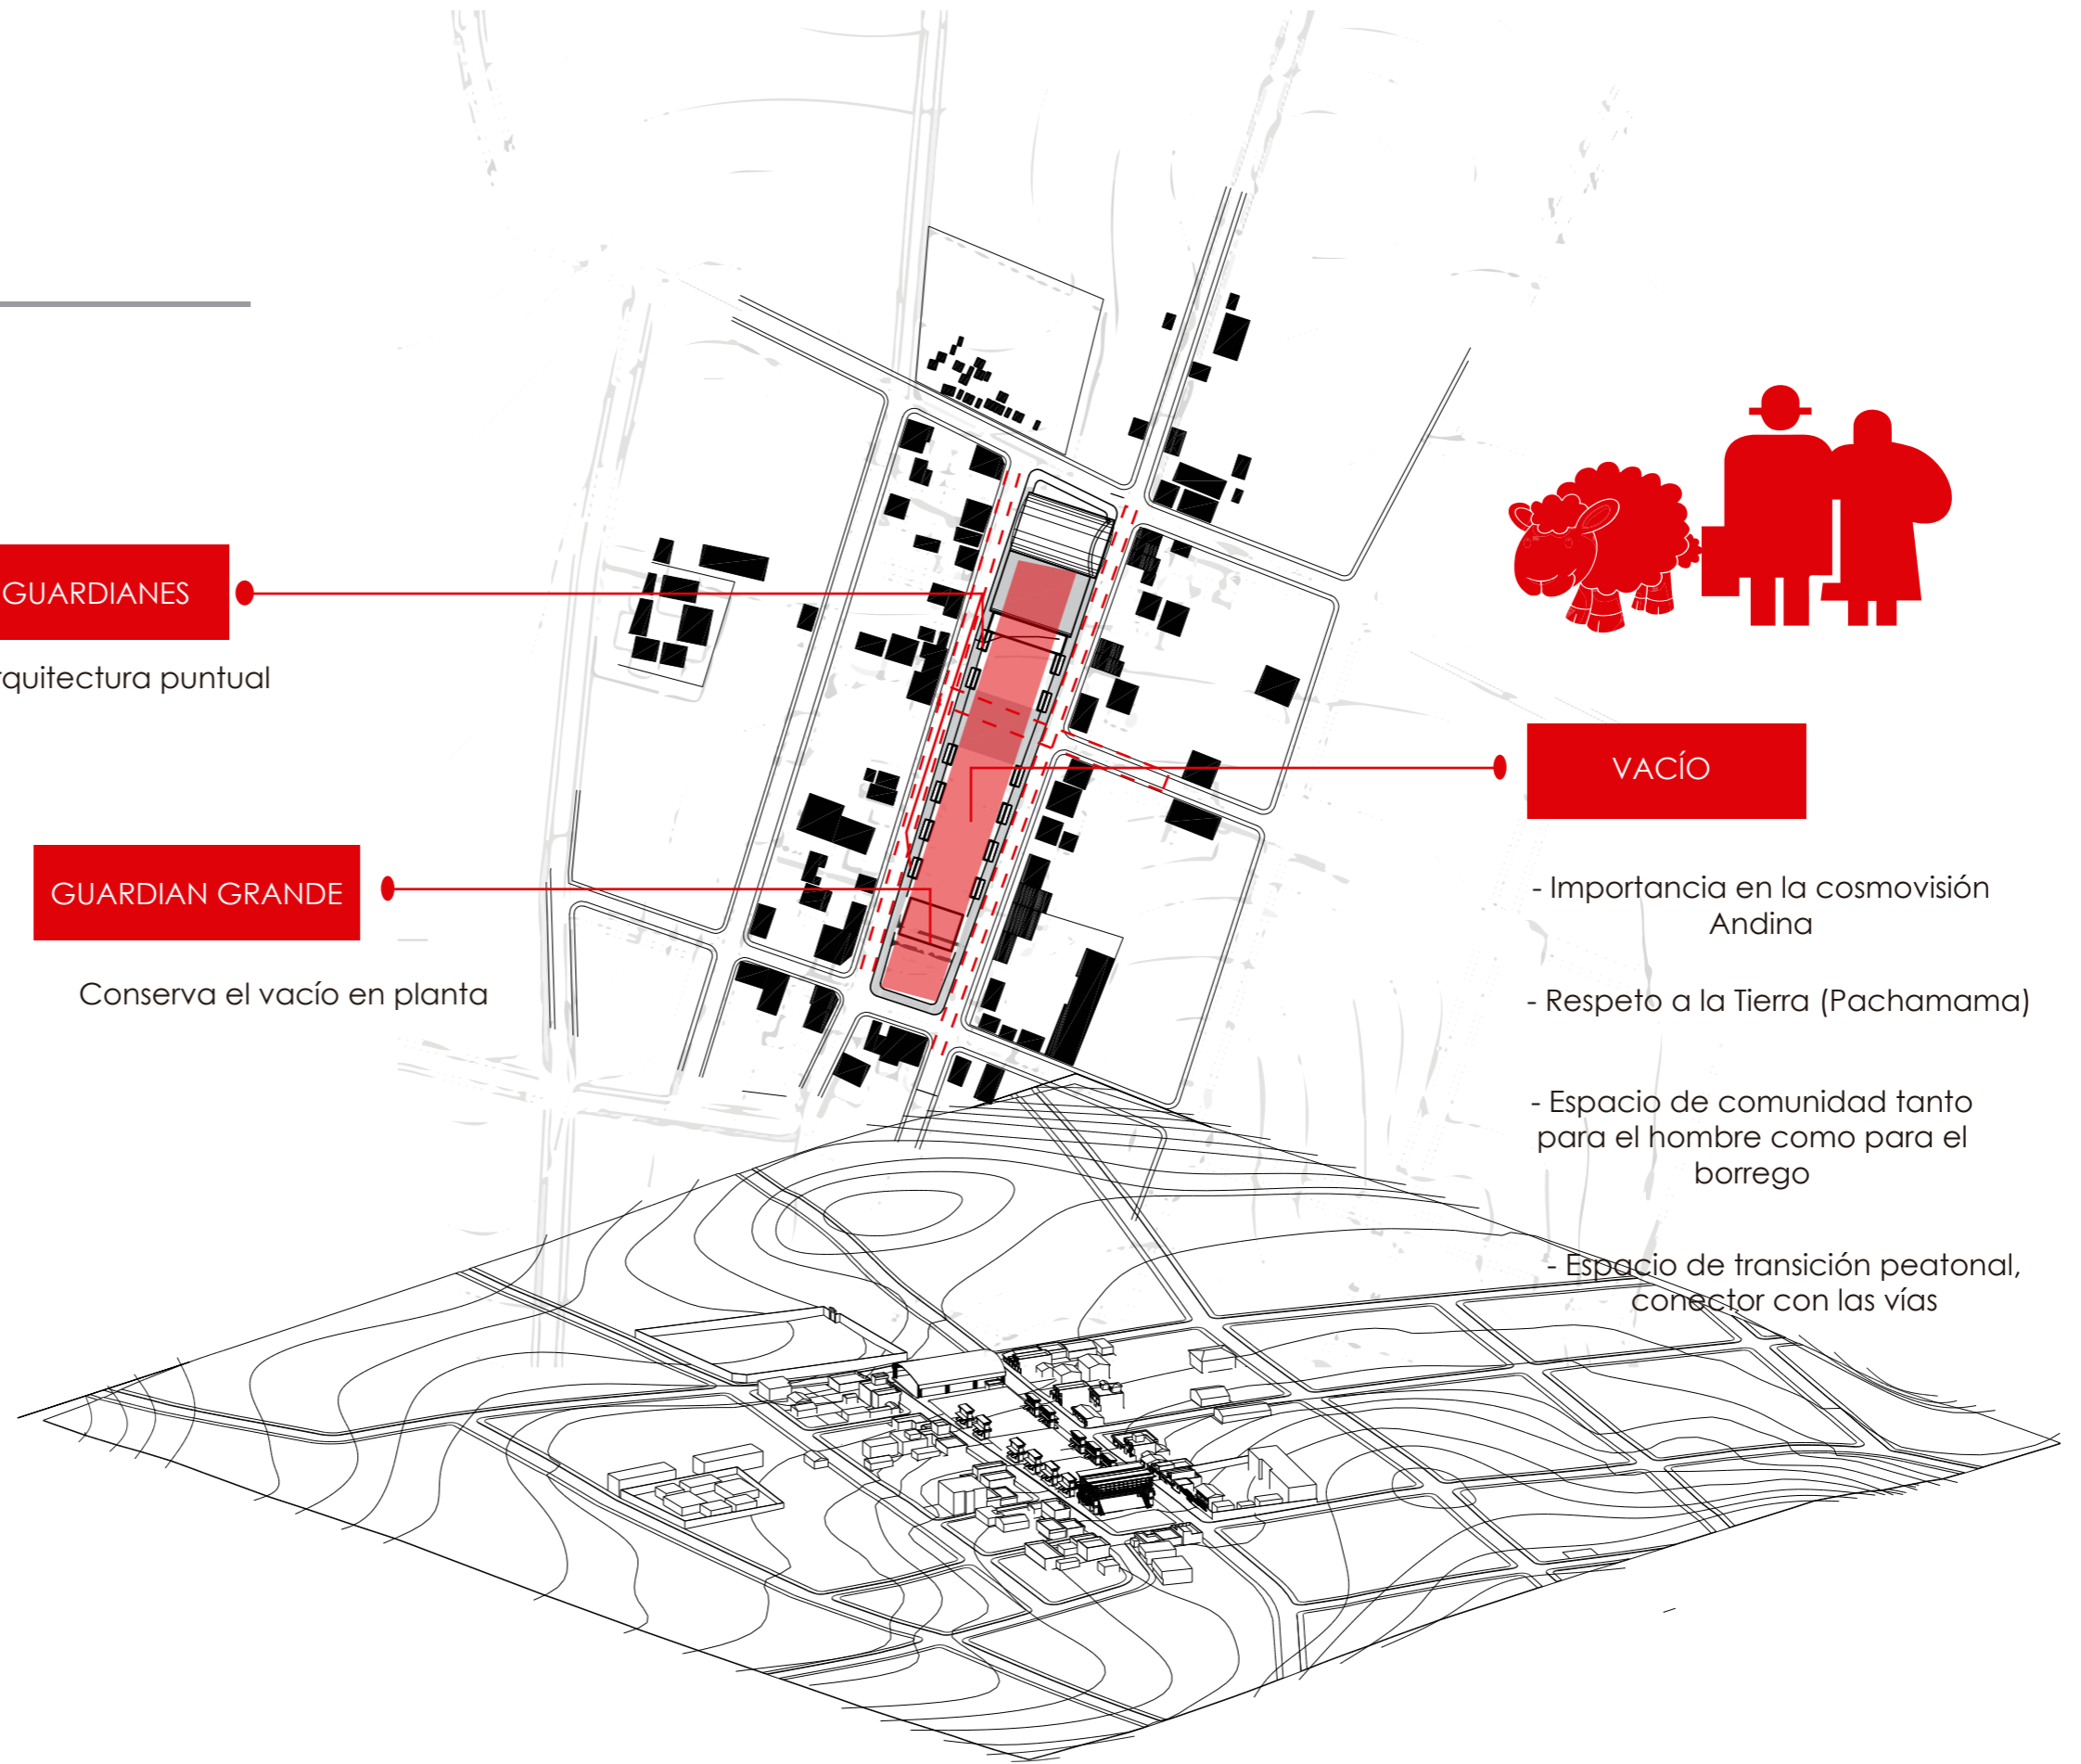 GUARDIANES
rquitectura puntual
GUARDIAN GRANDE
Conserva el vacío en planta
VACÍO
- Importancia en la cosmovisión
Andina
- Respeto a la Tierra (Pachamama)
- Espacio de comunidad tanto
para el hombre como para el
borrego
- Espacio de transición peatonal,
conector con las vías